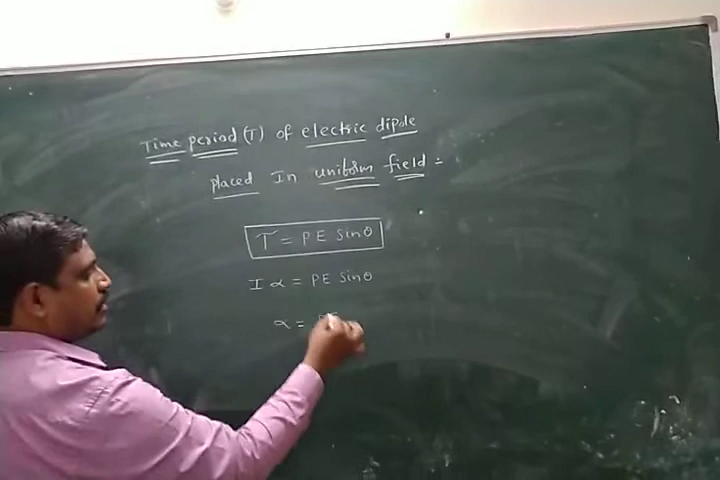 Time period (T) of electric dipole
placed In uniform field :-
τ = PE Sinθ
I α = PE Sinθ
α =